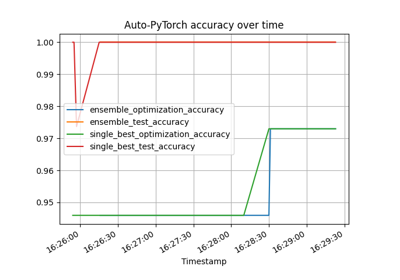 Auto-PyTorch accuracy over time
1.00
0.99
0.98
0.97
0.96
0.95
ensemble_optimization_accuracy
ensemble_test_accuracy
single_best_optimization_accuracy
single_best_test_accuracy
16:26:00
16:26:30
16:27:00
16:27:30
16:28:00
16:28:30
16:29:00
16:29:30
Timestamp